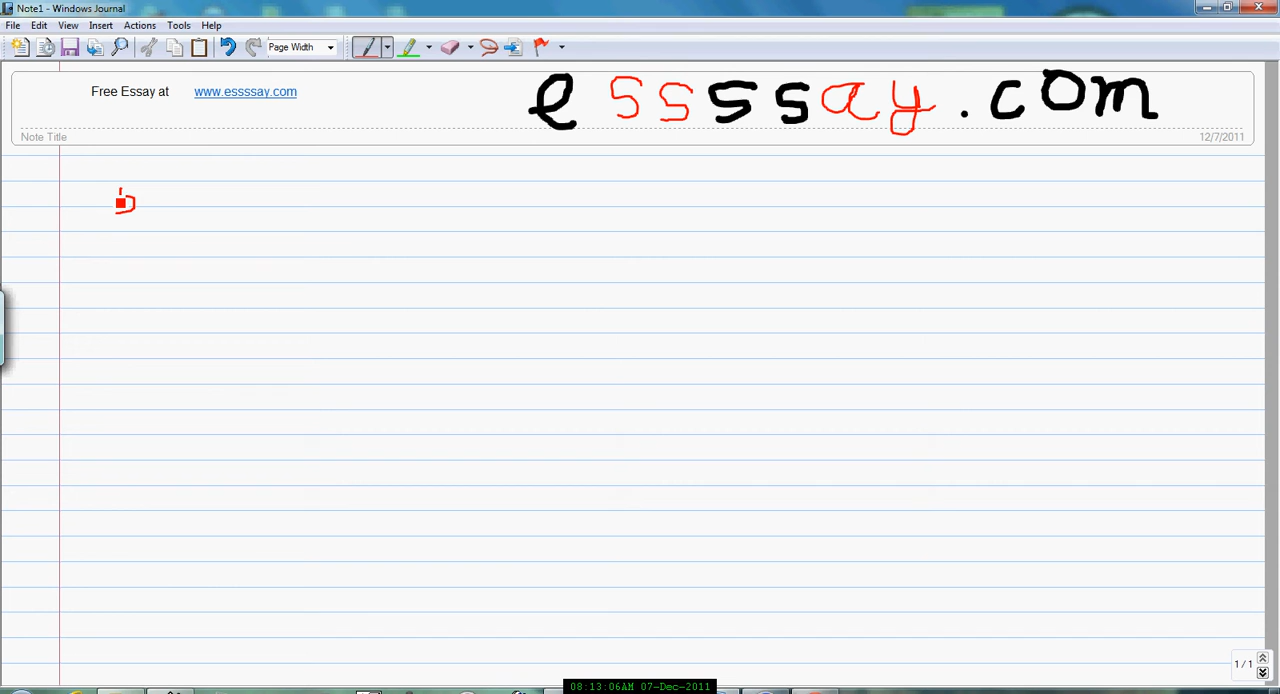 Note1 - Windows Journal
File Edit View Insert Actions Tools Help
Page Width
Free Essay at www.essssay.com
essssay.com
Note Title
12/7/2011
1/1
08:13:06AM 07-Dec-2011